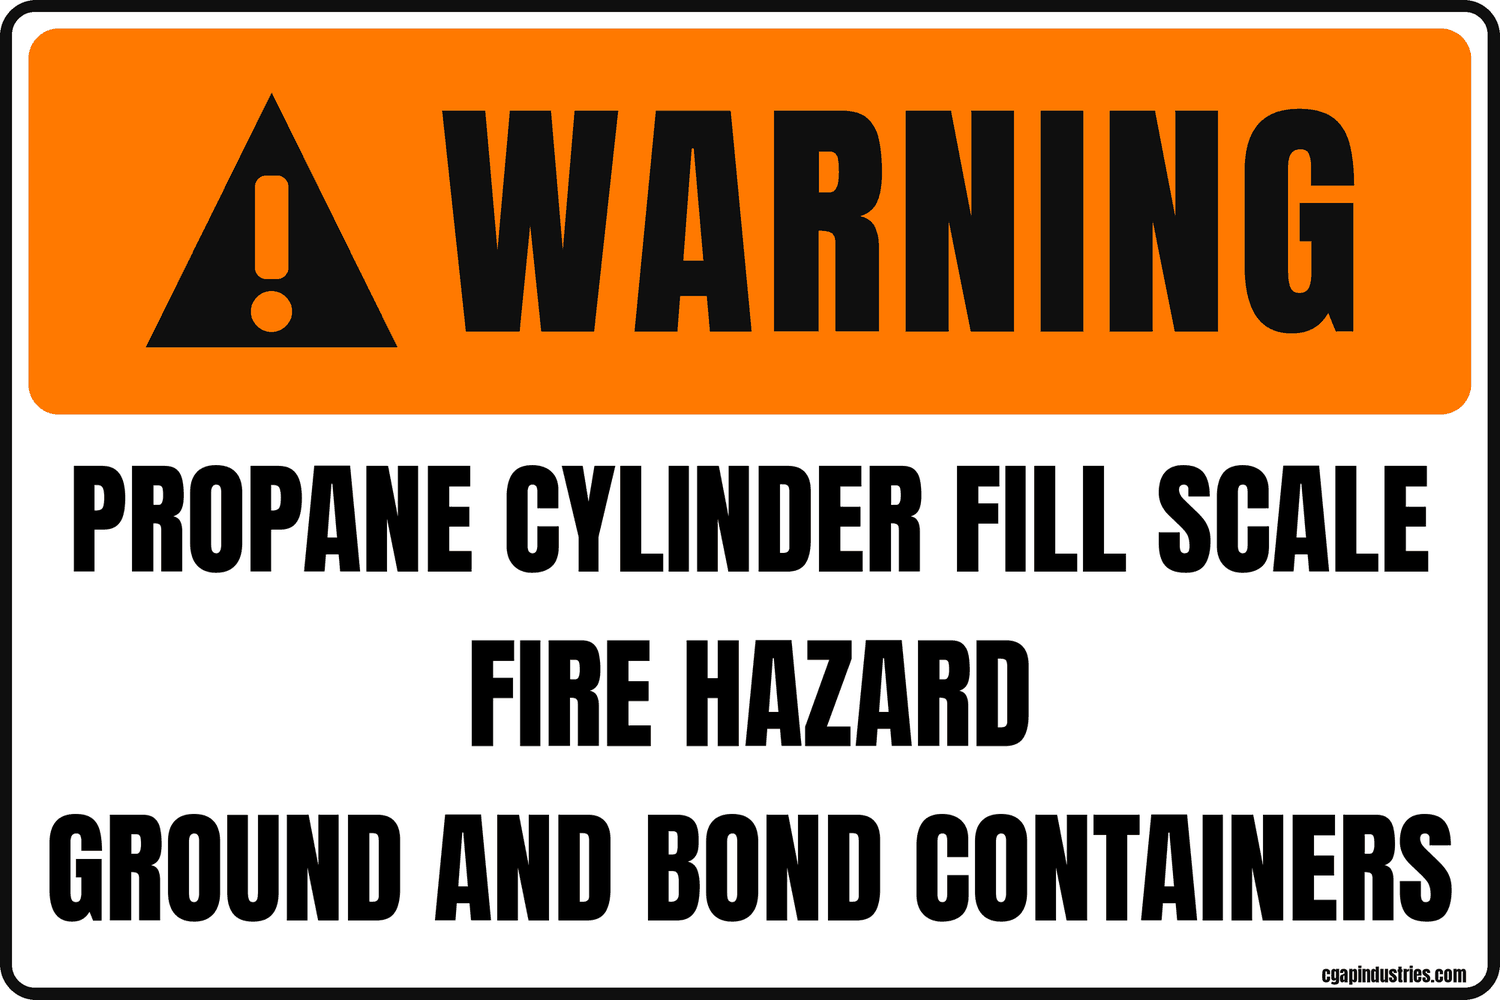 WARNING
PROPANE CYLINDER FILL SCALE
FIRE HAZARD
GROUND AND BOND CONTAINERS
cgapindustries.com